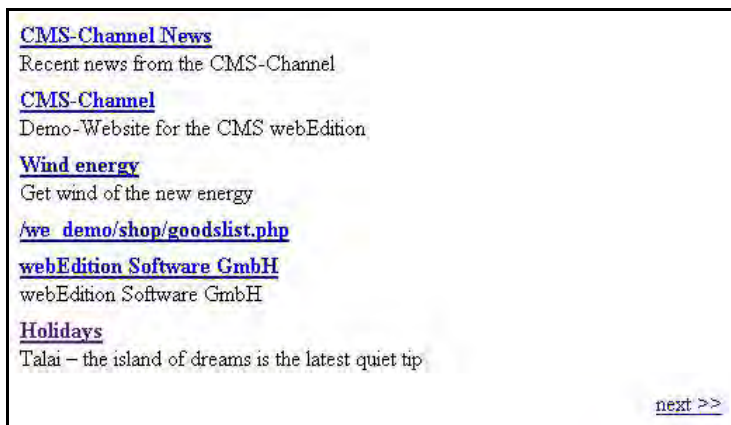 CMS-Channel News
Recent news from the CMS-Channel
CMS-Channel
Demo-Website for the CMS webEdition
Wind energy
Get wind of the new energy
/we_demo/shop/goodslist.php
webEdition Software GmbH
webEdition Software GmbH
Holidays
Talai – the island of dreams is the latest quiet tip
next >>